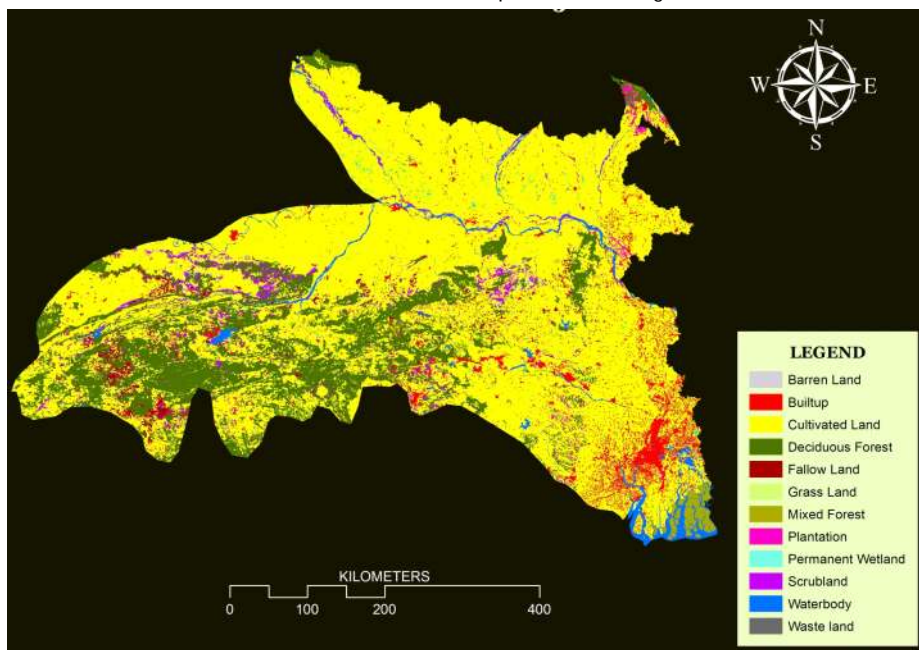 N
W E
S
LEGEND
Barren Land
Builtup
Cultivated Land
Deciduous Forest
Fallow Land
Grass Land
Mixed Forest
Plantation
Permanent Wetland
Scrubland
Waterbody
Waste land
KILOMETERS
0 100 200 400